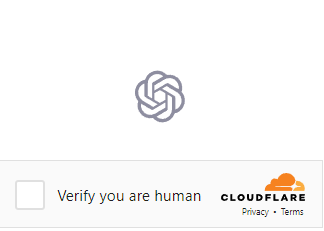 Verify you are human
CLOUDFLARE
Privacy • Terms